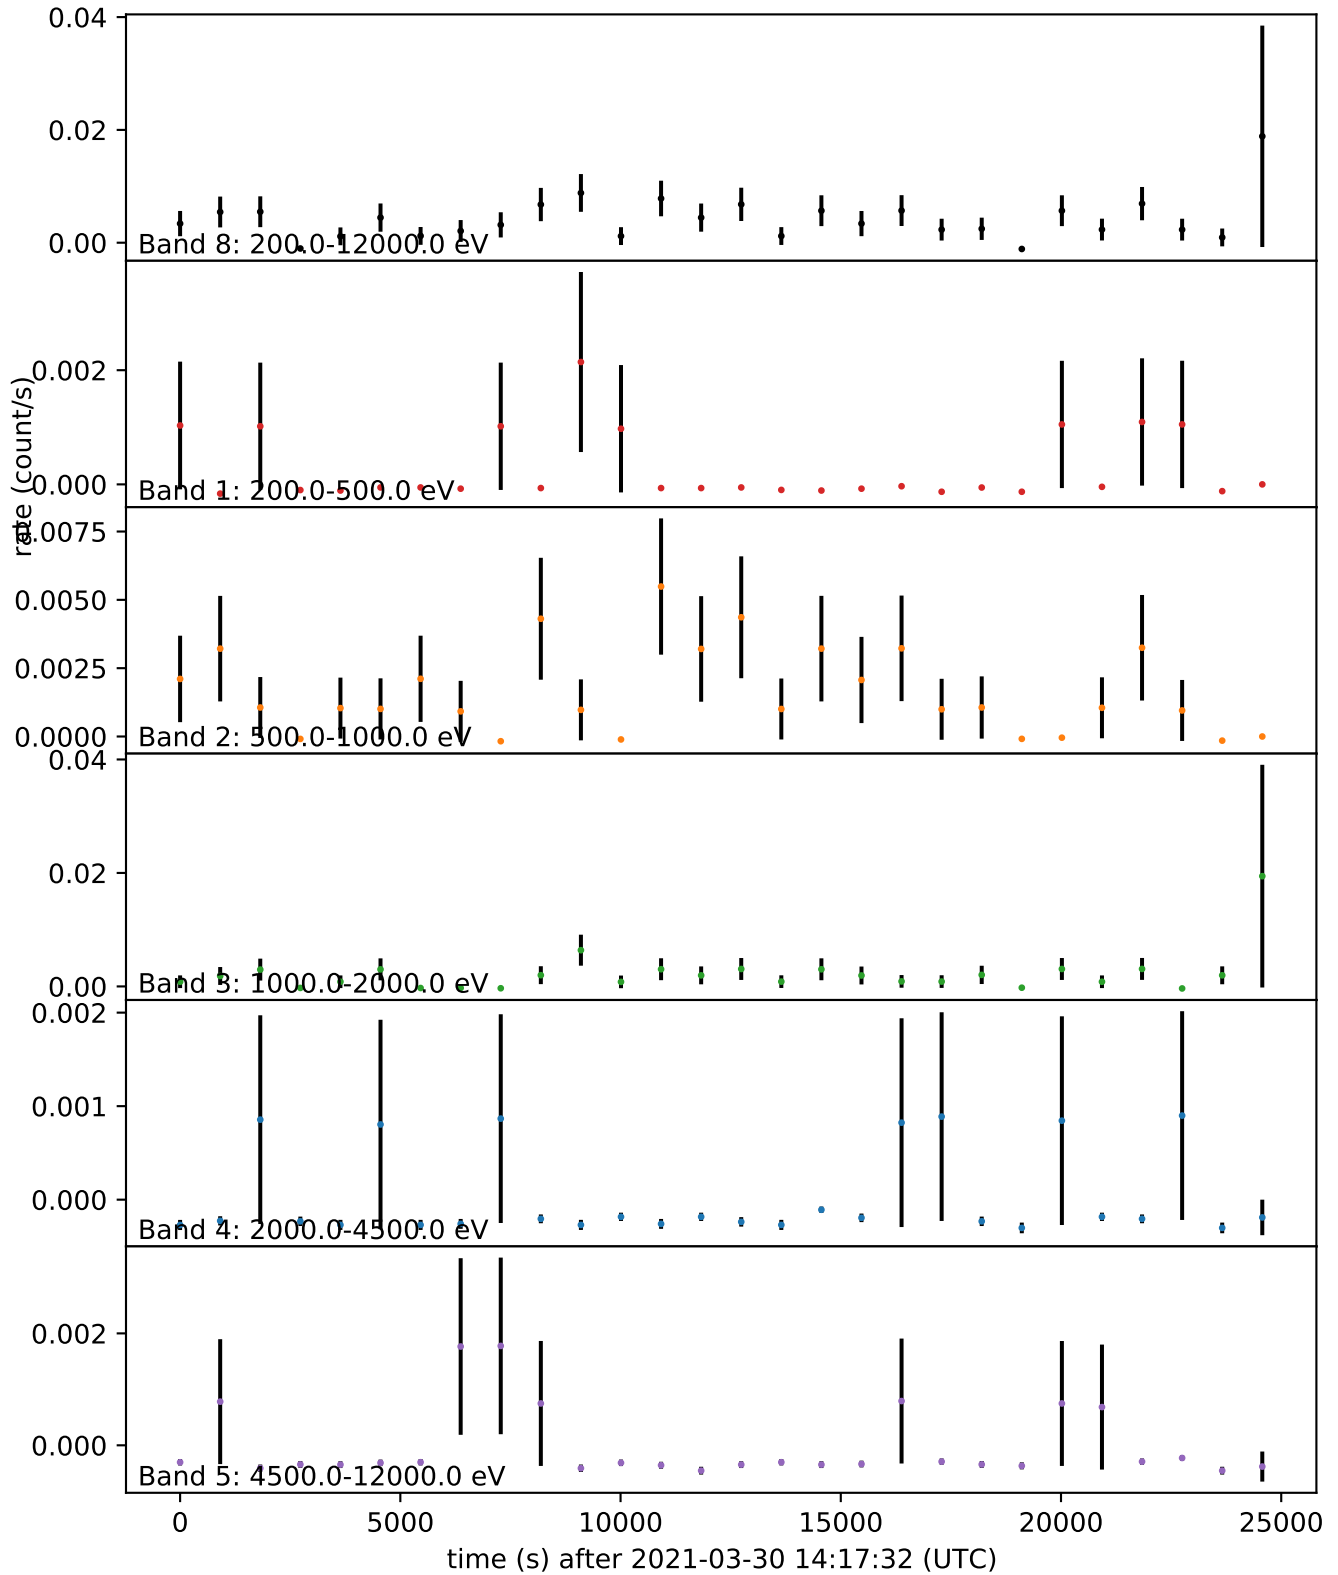 0.04
0.02
0.00
Band 8: 200.0-12000.0 eV
0.002
0.000
Band 1: 200.0-500.0 eV
rate (count/s)
0.0075
0.0050
0.0025
0.0000
Band 2: 500.0-1000.0 eV
0.04
0.02
0.00
Band 3: 1000.0-2000.0 eV
0.002
0.001
0.000
Band 4: 2000.0-4500.0 eV
0.002
0.000
Band 5: 4500.0-12000.0 eV
0 5000 10000 15000 20000 25000
time (s) after 2021-03-30 14:17:32 (UTC)